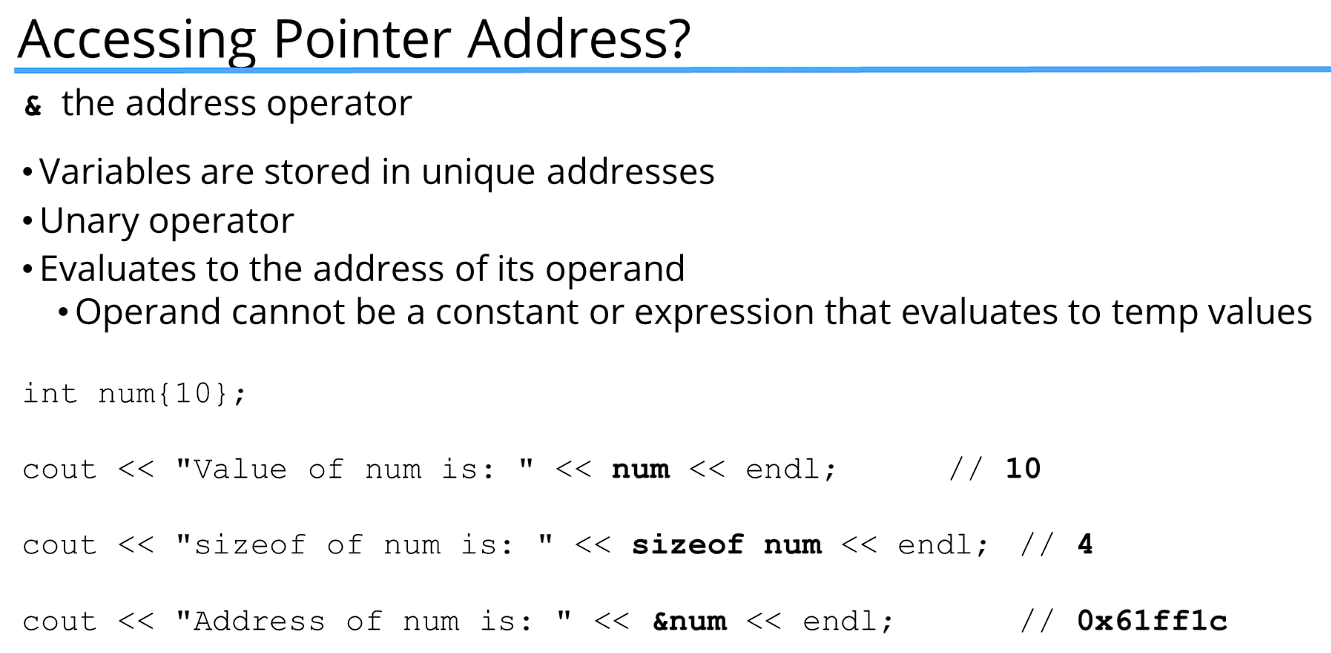 Accessing Pointer Address?
& the address operator
•Variables are stored in unique addresses
•Unary operator
•Evaluates to the address of its operand
•Operand cannot be a constant or expression that evaluates to temp values
int num{10};
cout << "Value of num is: " << num << endl; // 10
cout << "sizeof of num is: " << sizeof num << endl; // 4
cout << "Address of num is: " << &num << endl; // 0x61ff1c